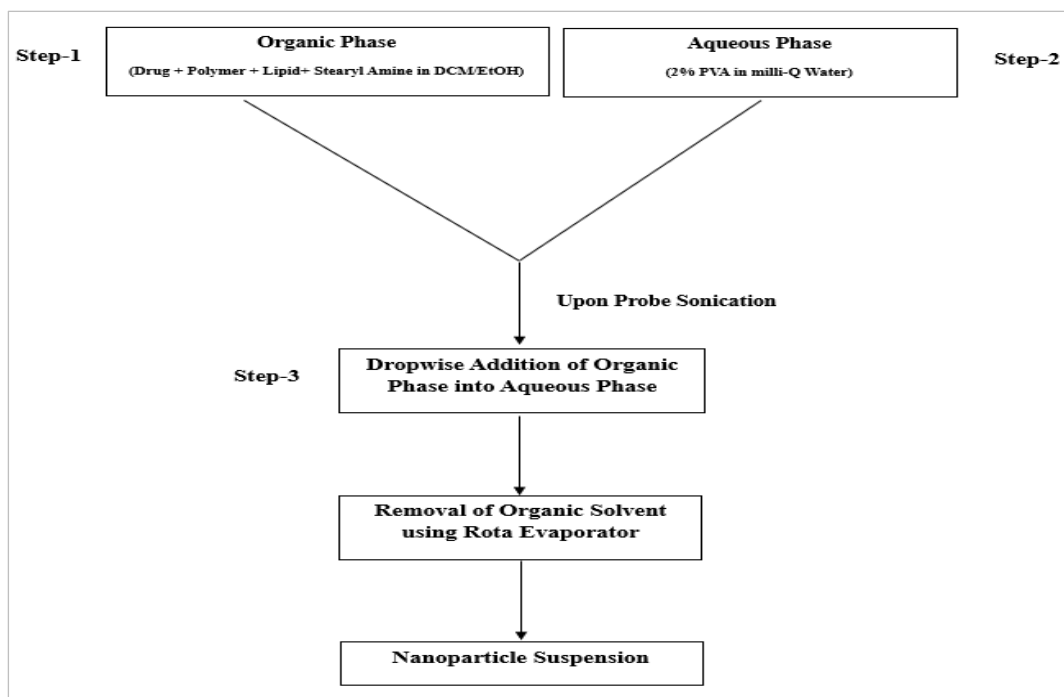 Step-1
Organic Phase
(Drug + Polymer + Lipid+ Stearyl Amine in DCM/EtOH)
Aqueous Phase
(2% PVA in milli-Q Water)
Step-2
Upon Probe Sonication
Step-3
Dropwise Addition of Organic
Phase into Aqueous Phase
Removal of Organic Solvent
using Rota Evaporator
Nanoparticle Suspension